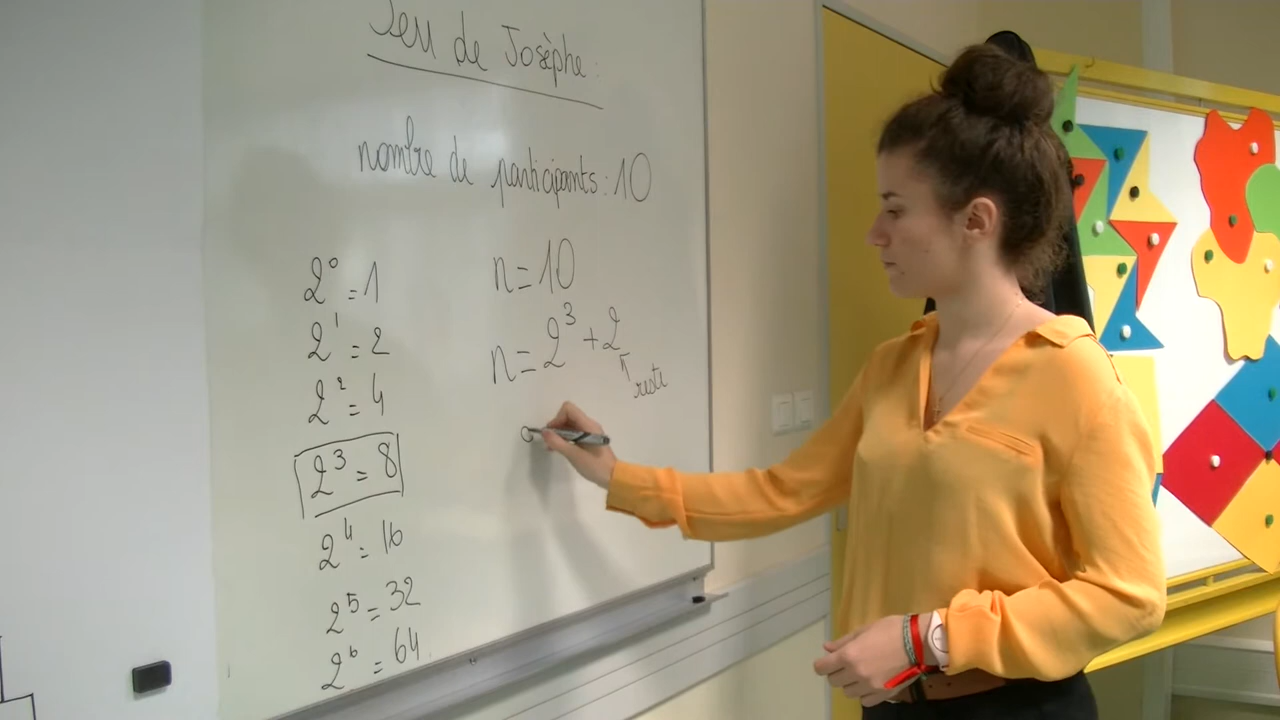 Jeu de Josèphe :
nombre de participants : 10
2⁰ = 1
2¹ = 2
2² = 4
2³ = 8
2⁴ = 16
2⁵ = 32
2⁶ = 64
n = 10
n = 2³ + 2
reste